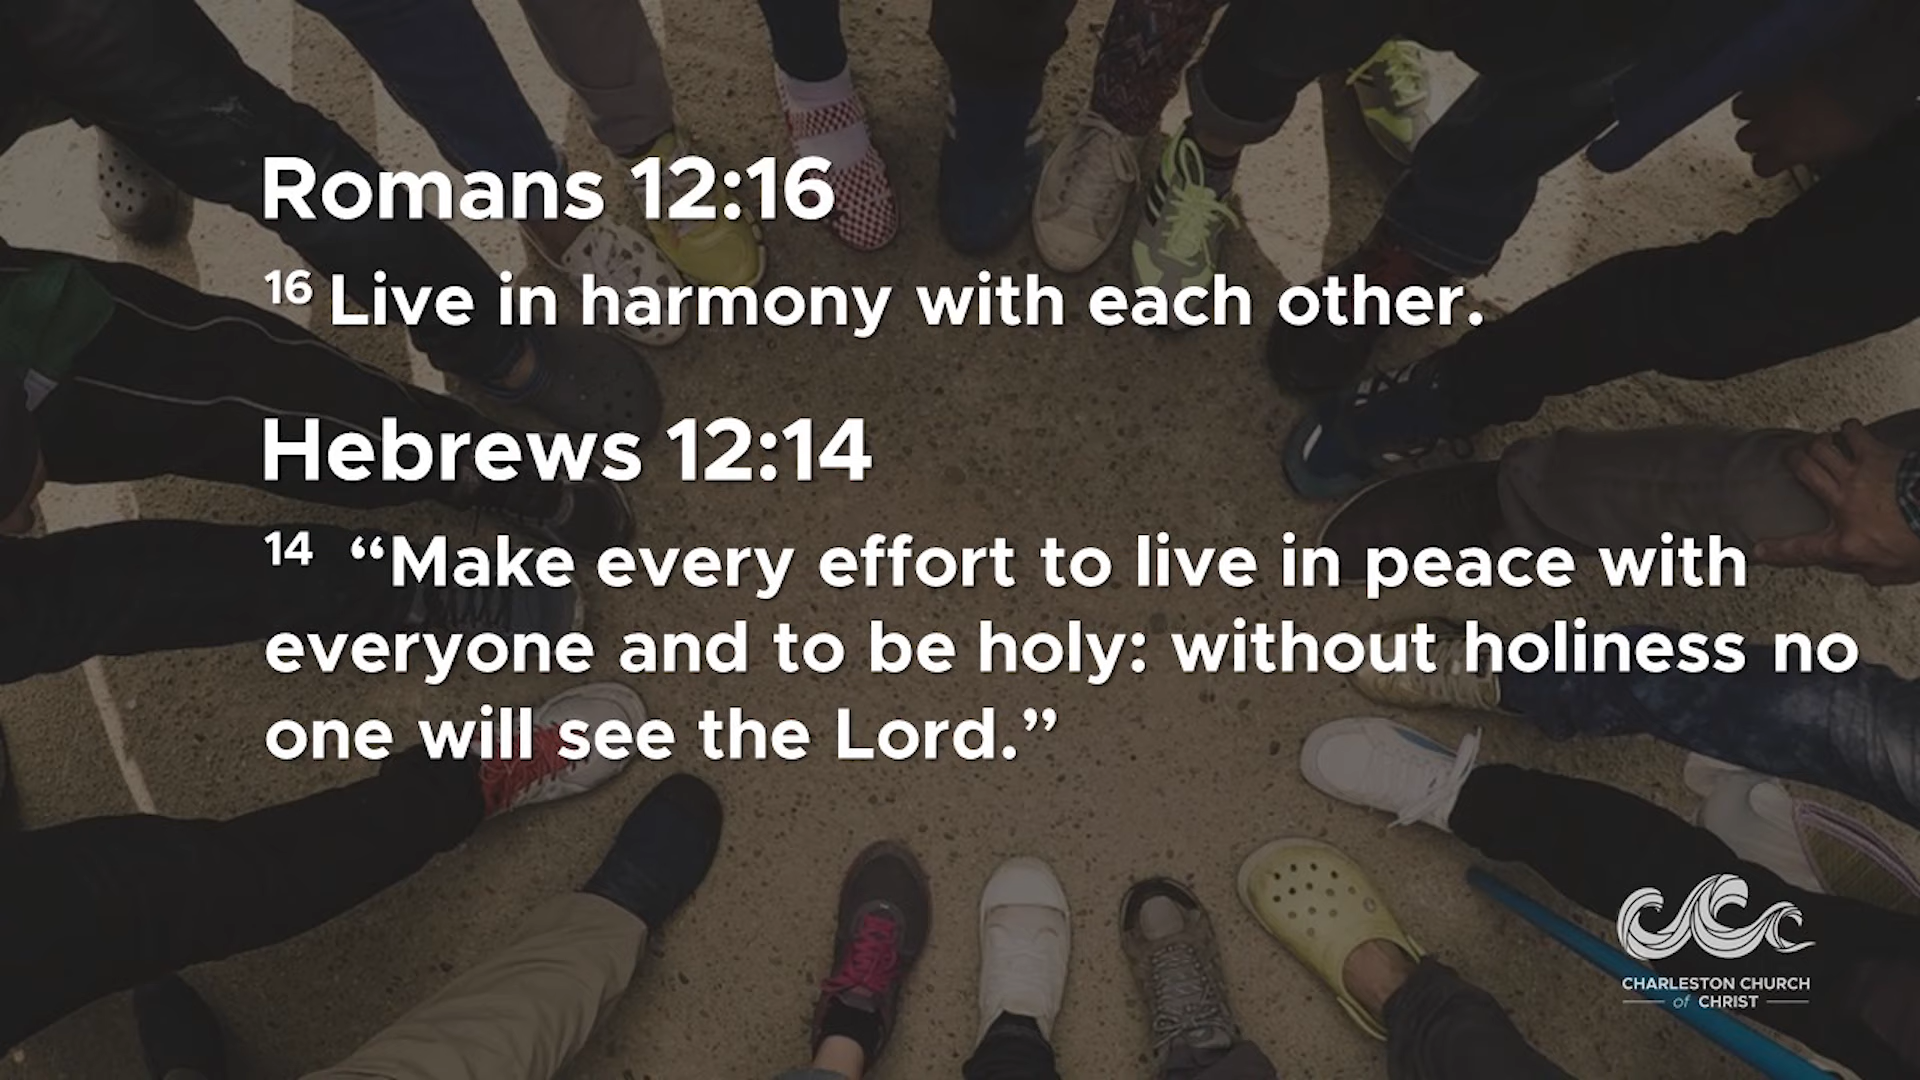 Romans 12:16
16 Live in harmony with each other.
Hebrews 12:14
14 “Make every effort to live in peace with
everyone and to be holy: without holiness no
one will see the Lord.”
CHARLESTON CHURCH
of CHRIST